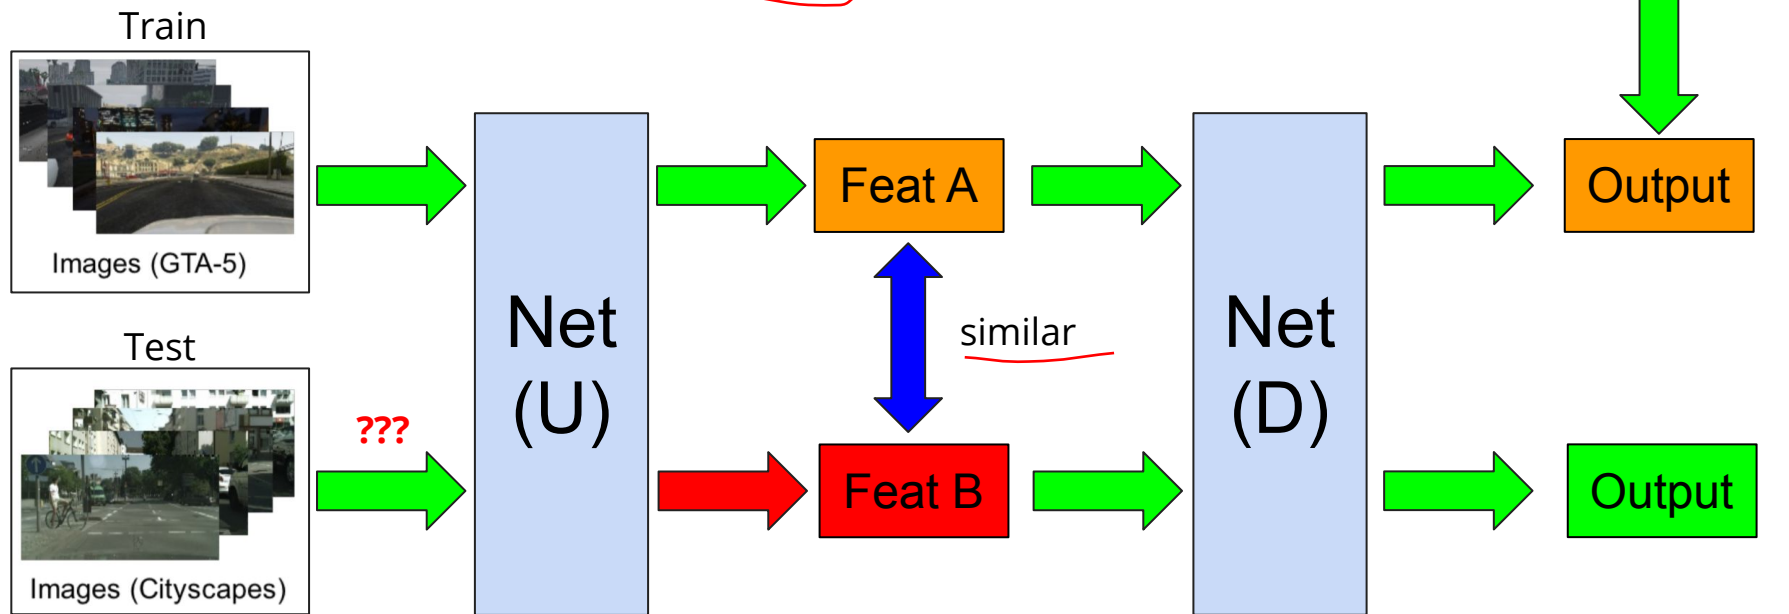 Train
Images (GTA-5)
Test
Images (Cityscapes)
???
Net
(U)
Feat A
similar
Feat B
Net
(D)
Output
Output